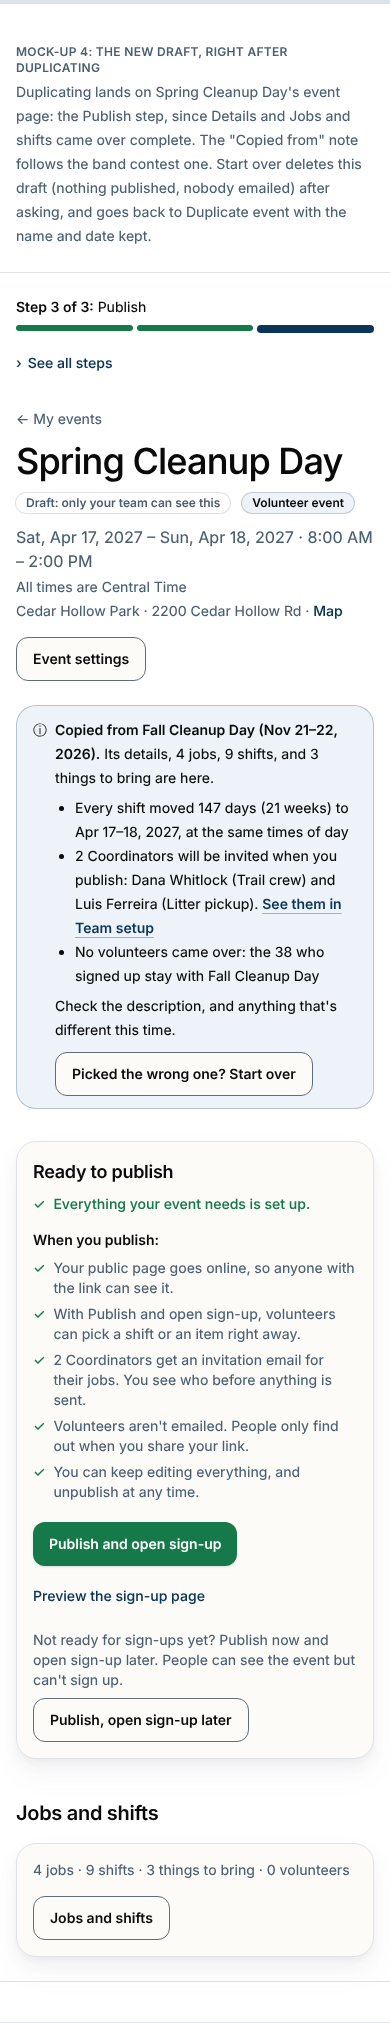 MOCK-UP 4: THE NEW DRAFT, RIGHT AFTER
DUPLICATING
Duplicating lands on Spring Cleanup Day's event
page: the Publish step, since Details and Jobs and
shifts came over complete. The "Copied from" note
follows the band contest one. Start over deletes this
draft (nothing published, nobody emailed) after
asking, and goes back to Duplicate event with the
name and date kept.
Step 3 of 3: Publish
› See all steps
← My events
Spring Cleanup Day
Draft: only your team can see this
Volunteer event
Sat, Apr 17, 2027 – Sun, Apr 18, 2027 · 8:00 AM
– 2:00 PM
All times are Central Time
Cedar Hollow Park · 2200 Cedar Hollow Rd · Map
Event settings
ⓘ Copied from Fall Cleanup Day (Nov 21–22,
2026). Its details, 4 jobs, 9 shifts, and 3
things to bring are here.
• Every shift moved 147 days (21 weeks) to
Apr 17–18, 2027, at the same times of day
• 2 Coordinators will be invited when you
publish: Dana Whitlock (Trail crew) and
Luis Ferreira (Litter pickup). See them in
Team setup
• No volunteers came over: the 38 who
signed up stay with Fall Cleanup Day
Check the description, and anything that's
different this time.
Picked the wrong one? Start over
Ready to publish
✓ Everything your event needs is set up.
When you publish:
✓ Your public page goes online, so anyone with
the link can see it.
✓ With Publish and open sign-up, volunteers
can pick a shift or an item right away.
✓ 2 Coordinators get an invitation email for
their jobs. You see who before anything is
sent.
✓ Volunteers aren't emailed. People only find
out when you share your link.
✓ You can keep editing everything, and
unpublish at any time.
Publish and open sign-up
Preview the sign-up page
Not ready for sign-ups yet? Publish now and
open sign-up later. People can see the event but
can't sign up.
Publish, open sign-up later
Jobs and shifts
4 jobs · 9 shifts · 3 things to bring · 0 volunteers
Jobs and shifts